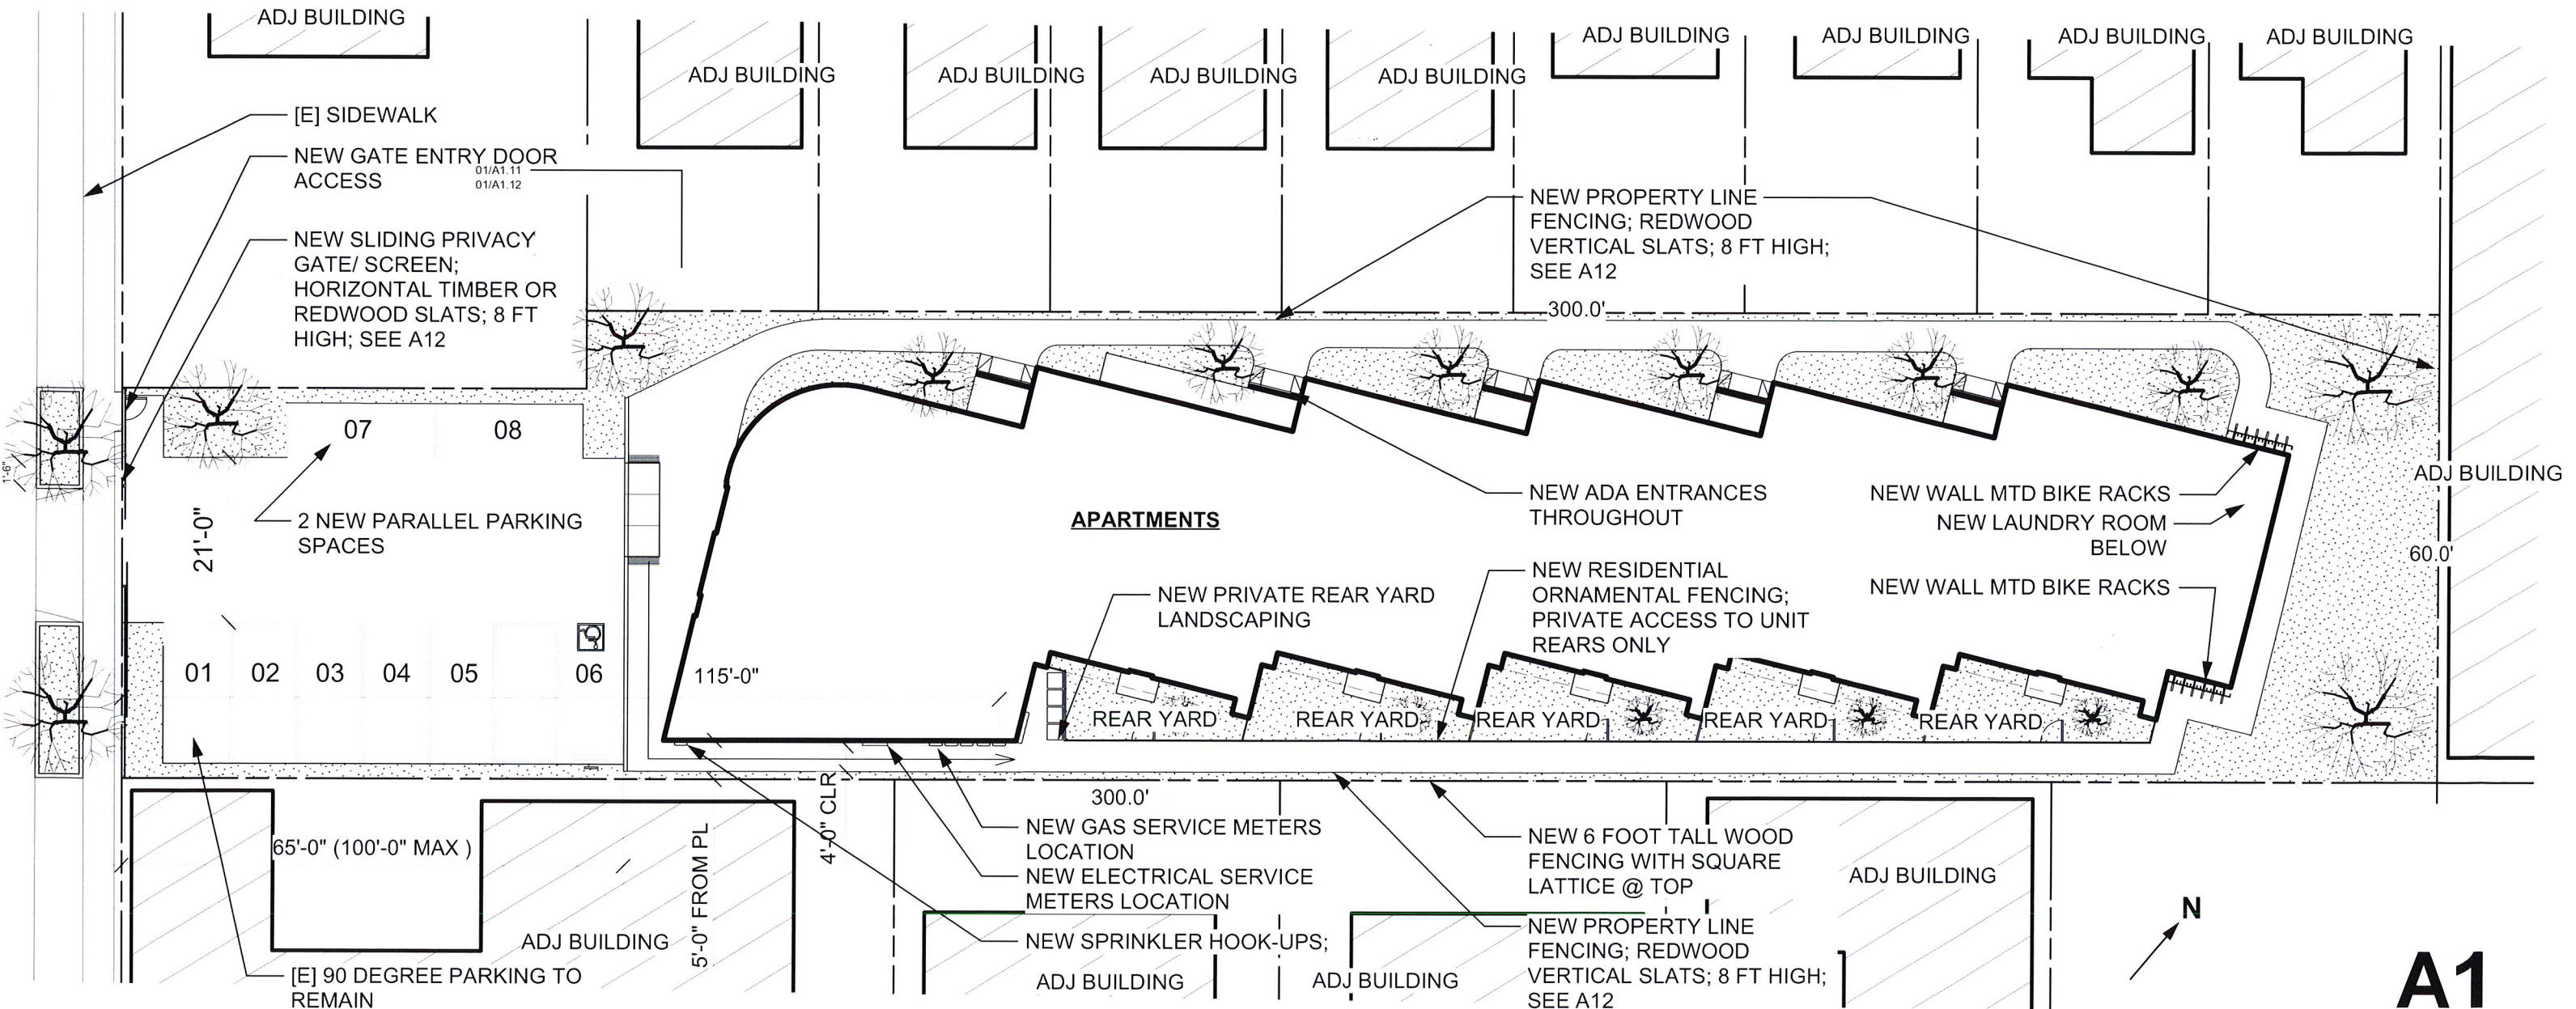 ADJ BUILDING
ADJ BUILDING
ADJ BUILDING
ADJ BUILDING
ADJ BUILDING
ADJ BUILDING
ADJ BUILDING
ADJ BUILDING
ADJ BUILDING
[E] SIDEWALK
NEW GATE ENTRY DOOR
ACCESS
01/A1.11
01/A1.12
NEW SLIDING PRIVACY
GATE/ SCREEN;
HORIZONTAL TIMBER OR
REDWOOD SLATS; 8 FT
HIGH; SEE A12
NEW PROPERTY LINE
FENCING; REDWOOD
VERTICAL SLATS; 8 FT HIGH;
SEE A12
300.0'
07
08
1'-6"
21'-0"
2 NEW PARALLEL PARKING
SPACES
APARTMENTS
NEW ADA ENTRANCES
THROUGHOUT
NEW WALL MTD BIKE RACKS
NEW LAUNDRY ROOM
BELOW
NEW WALL MTD BIKE RACKS
ADJ BUILDING
60.0'
NEW PRIVATE REAR YARD
LANDSCAPING
NEW RESIDENTIAL
ORNAMENTAL FENCING;
PRIVATE ACCESS TO UNIT
REARS ONLY
01
02
03
04
05
06
115'-0"
REAR YARD
REAR YARD
REAR YARD
REAR YARD
REAR YARD
300.0'
65'-0" (100'-0" MAX )
5'-0" FROM PL
4'-0" CLR
NEW GAS SERVICE METERS
LOCATION
NEW ELECTRICAL SERVICE
METERS LOCATION
NEW SPRINKLER HOOK-UPS;
NEW 6 FOOT TALL WOOD
FENCING WITH SQUARE
LATTICE @ TOP
NEW PROPERTY LINE
FENCING; REDWOOD
VERTICAL SLATS; 8 FT HIGH;
SEE A12
ADJ BUILDING
ADJ BUILDING
ADJ BUILDING
ADJ BUILDING
[E] 90 DEGREE PARKING TO
REMAIN
N
A1